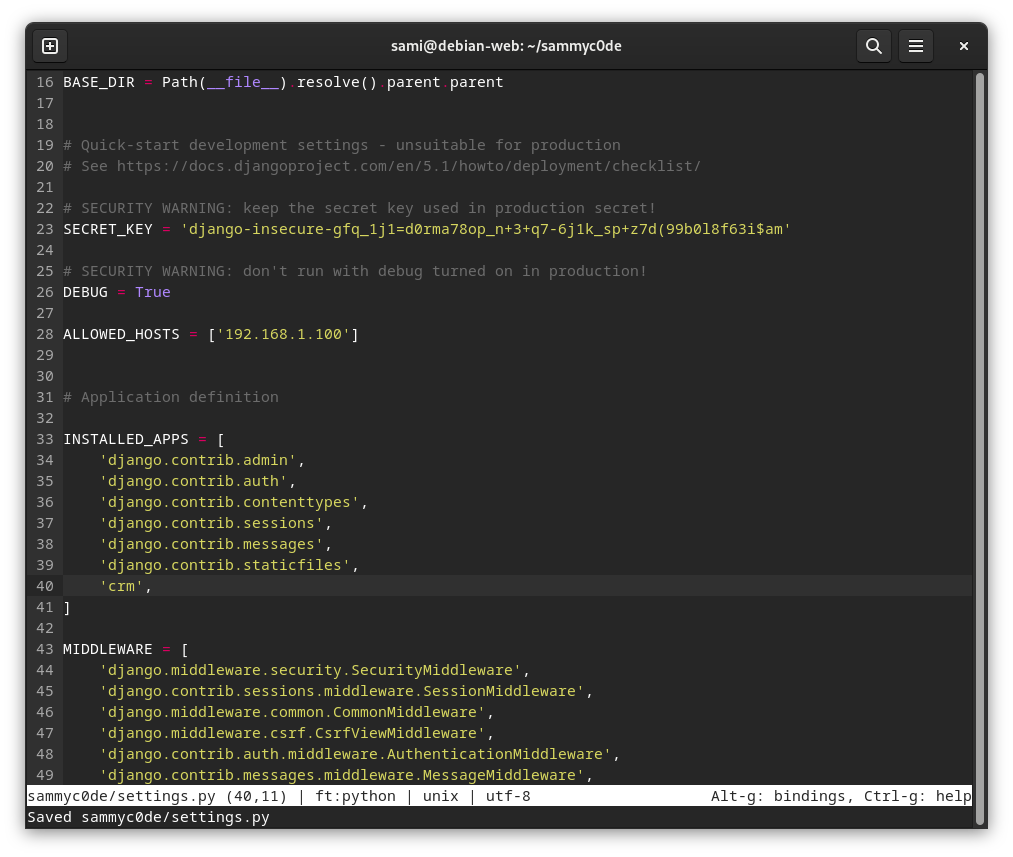 sami@debian-web: ~/sammyc0de
16 BASE_DIR = Path(__file__).resolve().parent.parent
17
18
19 # Quick-start development settings - unsuitable for production
20 # See https://docs.djangoproject.com/en/5.1/howto/deployment/checklist/
21
22 # SECURITY WARNING: keep the secret key used in production secret!
23 SECRET_KEY = 'django-insecure-gfq_1j1=d0rma78op_n+3+q7-6j1k_sp+z7d(99b0l8f63i$am'
24
25 # SECURITY WARNING: don't run with debug turned on in production!
26 DEBUG = True
27
28 ALLOWED_HOSTS = ['192.168.1.100']
29
30
31 # Application definition
32
33 INSTALLED_APPS = [
34     'django.contrib.admin',
35     'django.contrib.auth',
36     'django.contrib.contenttypes',
37     'django.contrib.sessions',
38     'django.contrib.messages',
39     'django.contrib.staticfiles',
40     'crm',
41 ]
42
43 MIDDLEWARE = [
44     'django.middleware.security.SecurityMiddleware',
45     'django.contrib.sessions.middleware.SessionMiddleware',
46     'django.middleware.common.CommonMiddleware',
47     'django.middleware.csrf.CsrfViewMiddleware',
48     'django.contrib.auth.middleware.AuthenticationMiddleware',
49     'django.contrib.messages.middleware.MessageMiddleware',
sammyc0de/settings.py (40,11) | ft:python | unix | utf-8 Alt-g: bindings, Ctrl-g: help
Saved sammyc0de/settings.py